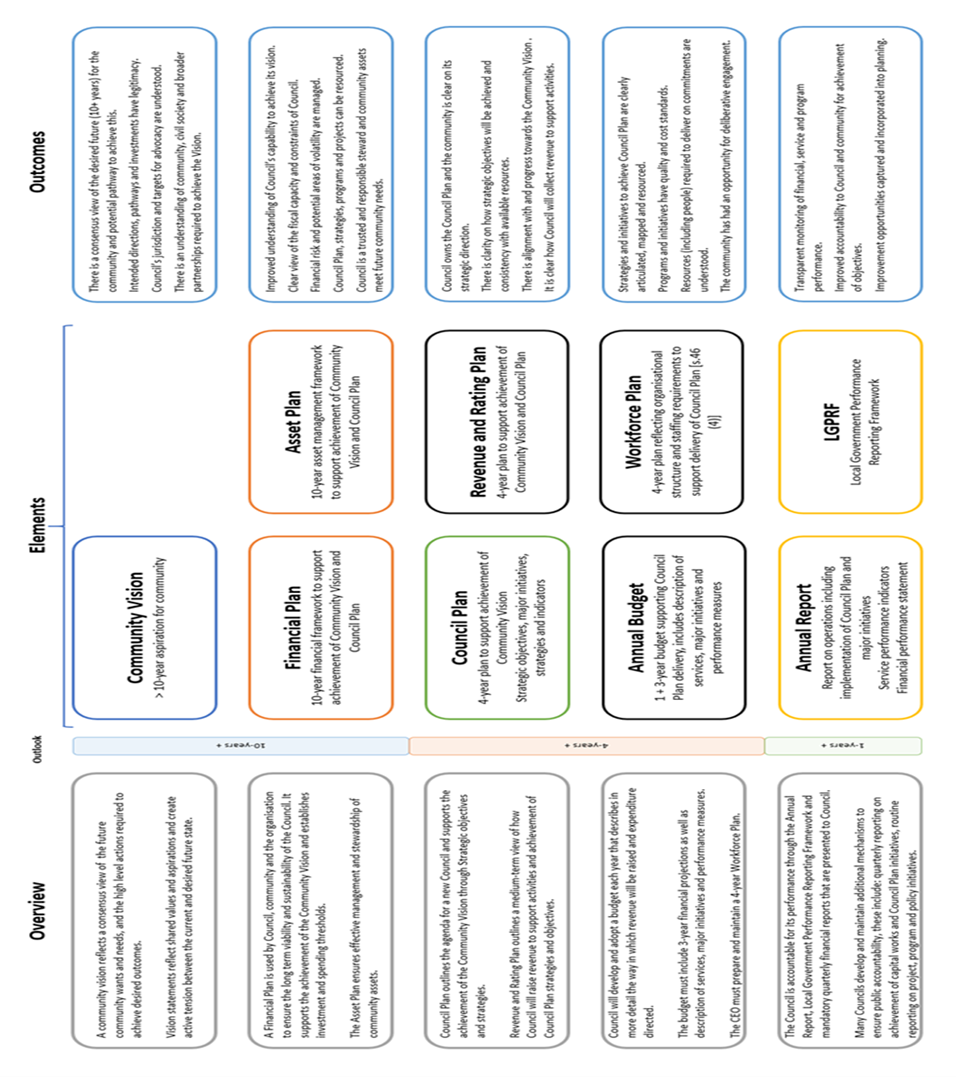 Overview
Outlook
Elements
Outcomes
A community vision reflects a consensus view of the future
community wants and needs, and the high level actions required to
achieve desired outcomes.
Vision statements reflect shared values and aspirations and create
active tension between the current and desired future state.
10-years +
Community Vision
> 10-year aspiration for community
There is a consensus view of the desired future (10+ years) for the
community and potential pathway to achieve this.
Intended directions, pathways and investments have legitimacy.
Council's jurisdiction and targets for advocacy are understood.
There is an understanding of community, civil society and broader
partnerships required to achieve the Vision.
A Financial Plan is used by Council, community and the organisation
to ensure the long term viability and sustainability of the Council. It
supports the achievement of the Community Vision and establishes
investment and spending thresholds.
The Asset Plan ensures effective management and stewardship of
community assets.
Financial Plan
10-year financial framework to support
achievement of Community Vision and
Council Plan
Asset Plan
10-year asset management framework
to support achievement of Community
Vision and Council Plan
Improved understanding of Council's capability to achieve its vision.
Clear view of the fiscal capacity and constraints of Council.
Financial risk and potential areas of volatility are managed.
Council Plan, strategies, programs and projects can be resourced.
Council is a trusted and responsible steward and community assets
meet future community needs.
Council Plan outlines the agenda for a new Council and supports the
achievement of the Community Vision through Strategic objectives
and strategies.
Revenue and Rating Plan outlines a medium-term view of how
Council will raise revenue to support activities and achievement of
Council Plan strategies and objectives.
4-years +
Council Plan
4-year plan to support achievement of
Community Vision
Strategic objectives, major initiatives,
strategies and indicators
Revenue and Rating Plan
4-year plan to support achievement of
Community Vision and Council Plan
Council owns the Council Plan and the community is clear on its
strategic direction.
There is clarity on how strategic objectives will be achieved and
consistency with available resources.
There is alignment with and progress towards the Community Vision .
It is clear how Council will collect revenue to support activities.
Council will develop and adopt a budget each year that describes in
more detail the way in which revenue will be raised and expenditure
directed.
The budget must include 3-year financial projections as well as
description of services, major initiatives and performance measures.
The CEO must prepare and maintain a 4-year Workforce Plan.
Annual Budget
1 + 3-year budget supporting Council
Plan delivery, includes description of
services, major initiatives and
performance measures
Workforce Plan
4-year plan reflecting organisational
structure and staffing requirements to
support delivery of Council Plan [s.46
(4)]
Strategies and initiatives to achieve Council Plan are clearly
articulated, mapped and resourced.
Programs and initiatives have quality and cost standards.
Resources (including people) required to deliver on commitments are
understood.
The community has had an opportunity for deliberative engagement.
The Council is accountable for its performance through the Annual
Report, Local Government Performance Reporting Framework and
mandatory quarterly financial reports that are presented to Council.
Many Councils develop and maintain additional mechanisms to
ensure public accountability, these include: quarterly reporting on
achievement of capital works and Council Plan initiatives, routine
reporting on project, program and policy initiatives.
1-years +
Annual Report
Report on operations including
implementation of Council Plan and
major initiatives
Service performance indicators
Financial performance statement
LGPRF
Local Government Performance
Reporting Framework
Transparent monitoring of financial, service and program
performance.
Improved accountability to Council and community for achievement
of objectives.
Improvement opportunities captured and incorporated into planning.